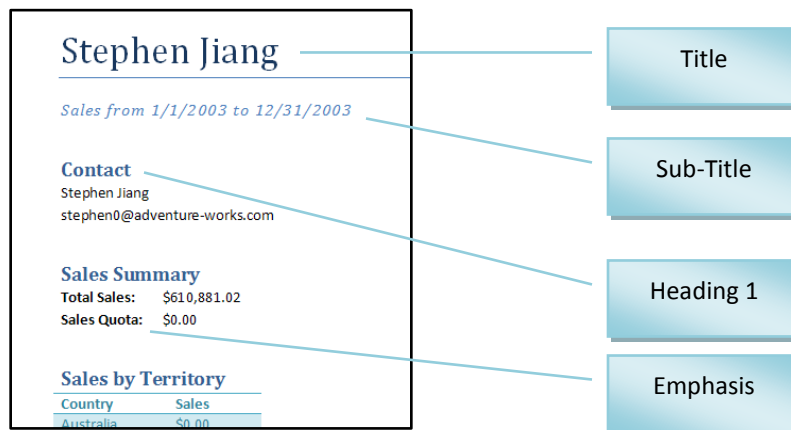 Stephen Jiang
Sales from 1/1/2003 to 12/31/2003
Contact
Stephen Jiang
stephen0@adventure-works.com
Sales Summary
Total Sales: $610,881.02
Sales Quota: $0.00
Sales by Territory
Country Sales
Australia $0.00
Title
Sub-Title
Heading 1
Emphasis